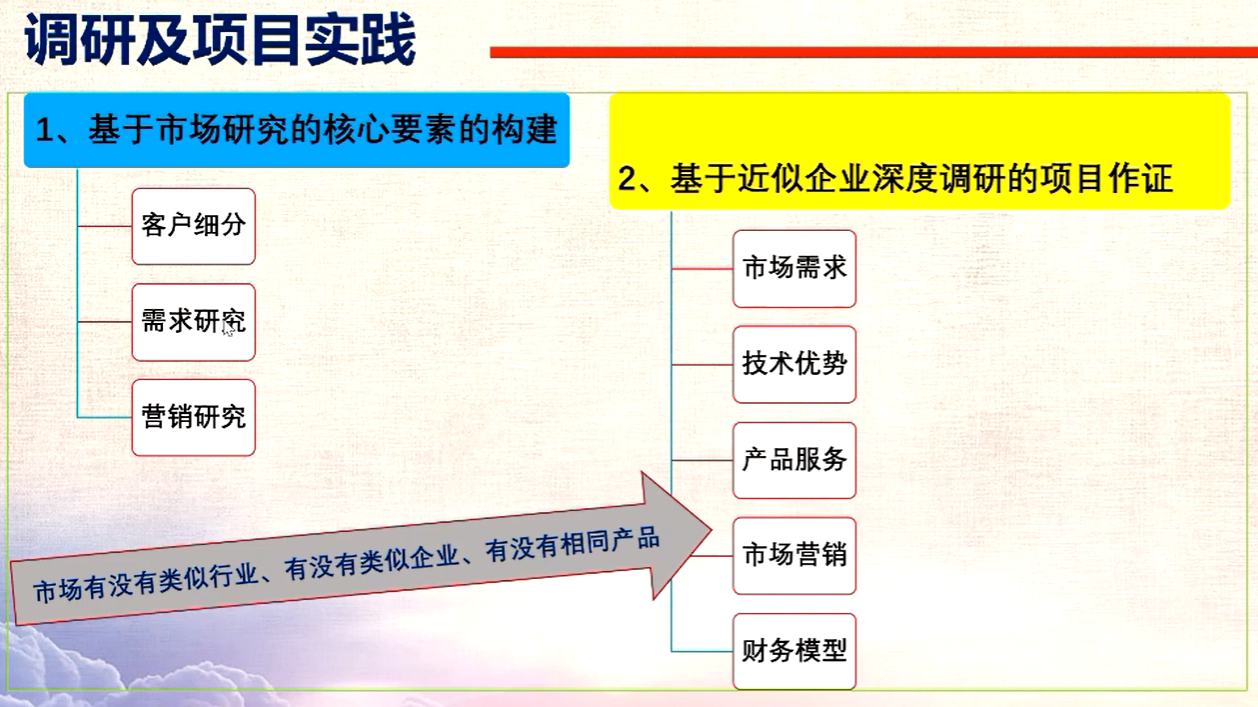 调研及项目实践
1、基于市场研究的核心要素的构建
客户细分
需求研究
营销研究
2、基于近似企业深度调研的项目作证
市场需求
技术优势
产品服务
市场营销
财务模型
市场有没有类似行业、有没有类似企业、有没有相同产品